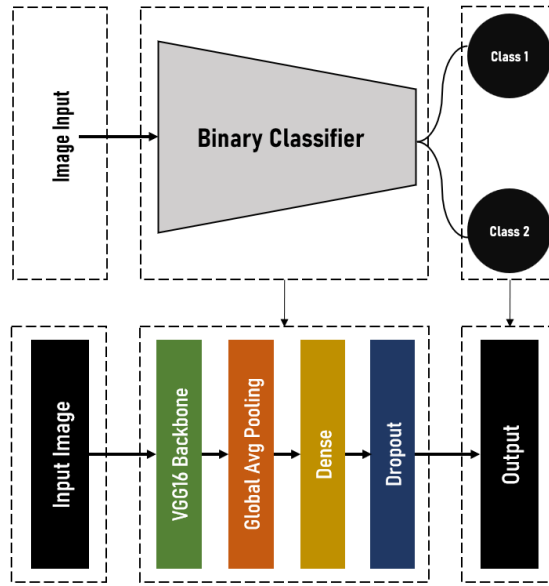 Image Input
Binary Classifier
Class 1
Class 2
Input Image
VGG16 Backbone
Global Avg Pooling
Dense
Dropout
Output